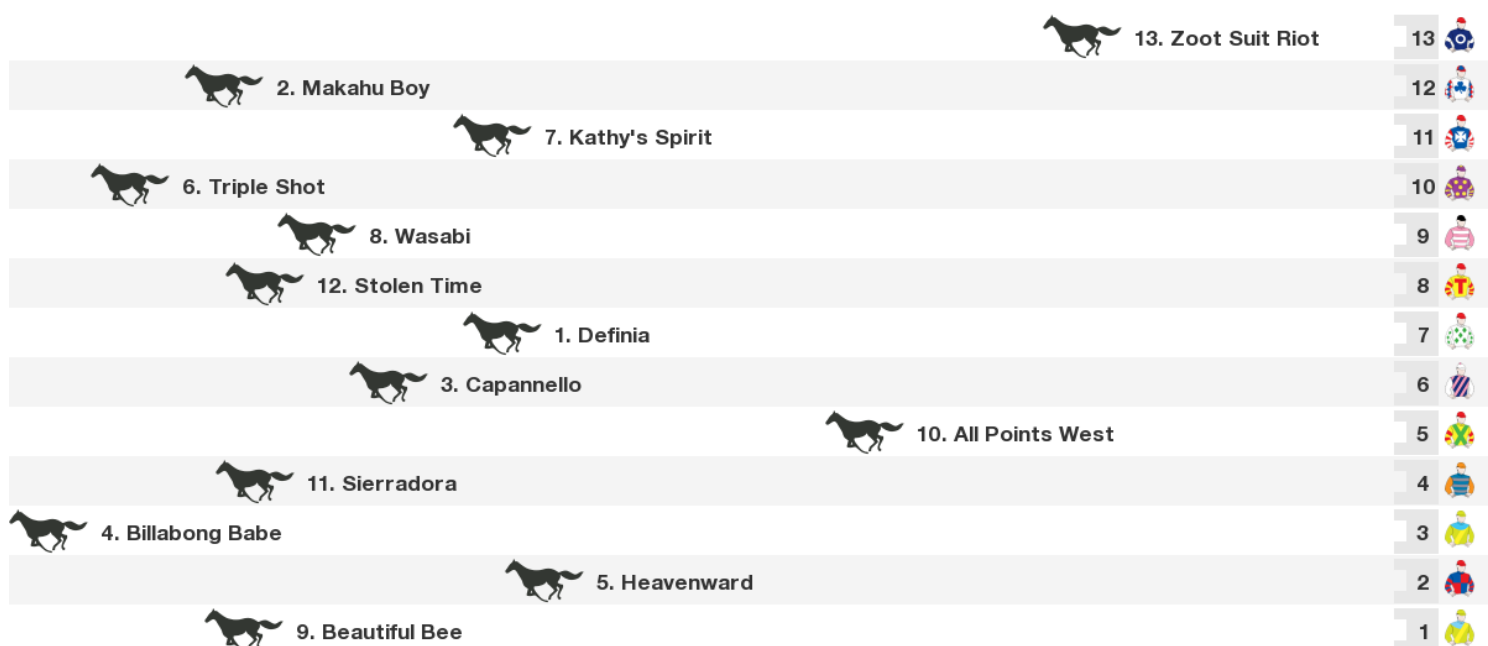 13. Zoot Suit Riot 13
2. Makahu Boy 12
7. Kathy's Spirit 11
6. Triple Shot 10
8. Wasabi 9
12. Stolen Time 8
T
1. Definia 7
3. Capannello 6
10. All Points West 5
11. Sierradora 4
4. Billabong Babe 3
5. Heavenward 2
9. Beautiful Bee 1